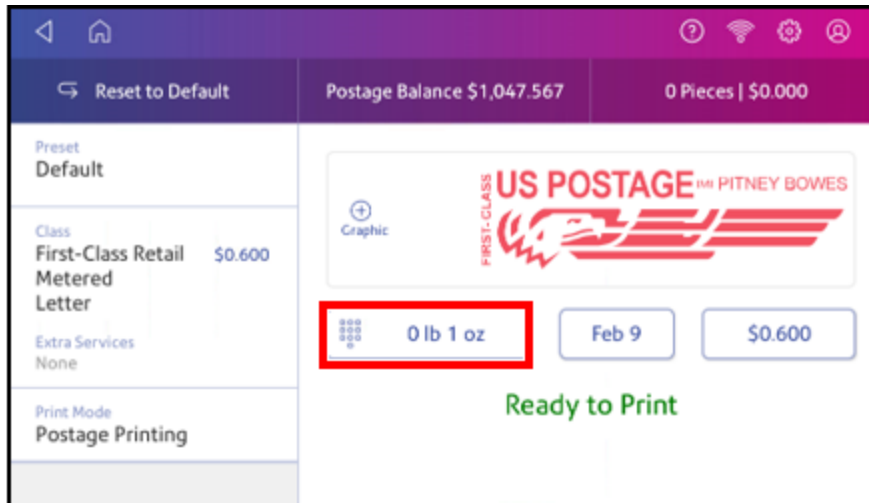 Reset to Default
Postage Balance $1,047.567
0 Pieces | $0.000
Preset
Default
Class
First-Class Retail $0.600
Metered
Letter
Extra Services
None
Print Mode
Postage Printing
Graphic
FIRST-CLASS
US POSTAGE IMI PITNEY BOWES
0 lb 1 oz
Feb 9
$0.600
Ready to Print